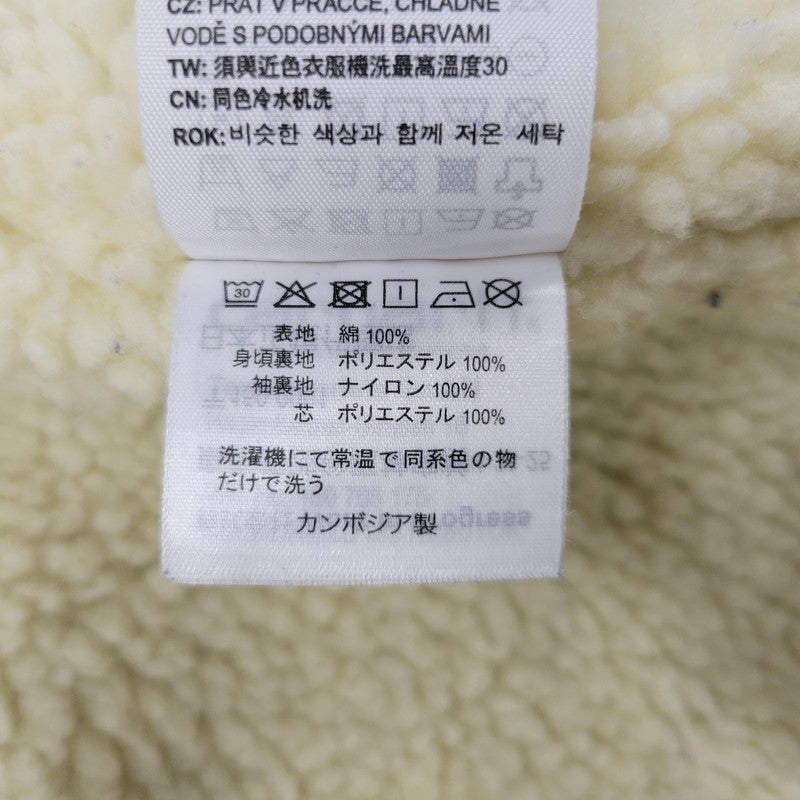 CZ: PRÁT V PRAČCE, CHLADNÉ
VODĚ S PODOBNÝMI BARVAMI
TW: 須與近色衣服機洗最高溫度30
CN: 同色冷水机洗
ROK: 비슷한 색상과 함께 저온 세탁
30
表地 綿 100%
身頃裏地 ポリエステル 100%
袖裏地 ナイロン 100%
芯 ポリエステル 100%
洗濯機にて常温で同系色の物
だけで洗う
カンボジア製